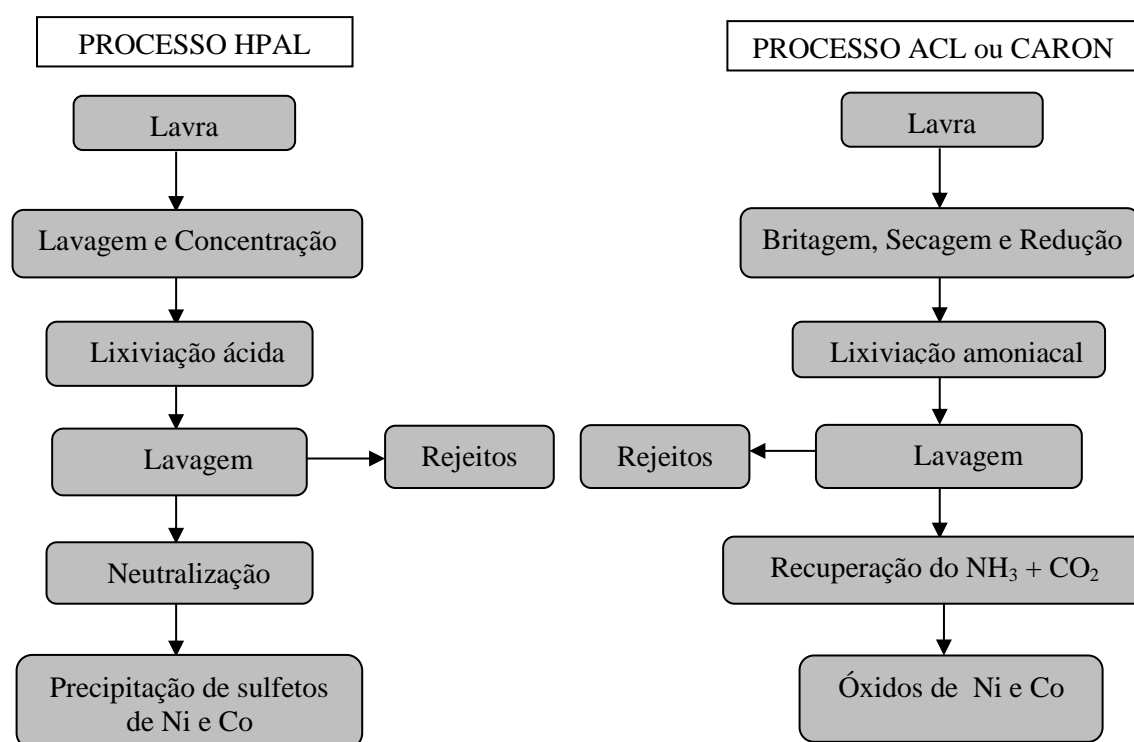 PROCESSO HPAL
Lavra
Lavagem e Concentração
Lixiviação ácida
Lavagem
Rejeitos
Neutralização
Precipitação de sulfetos
de Ni e Co
PROCESSO ACL ou CARON
Lavra
Britagem, Secagem e Redução
Lixiviação amoniacal
Lavagem
Rejeitos
Recuperação do NH₃ + CO₂
Óxidos de Ni e Co